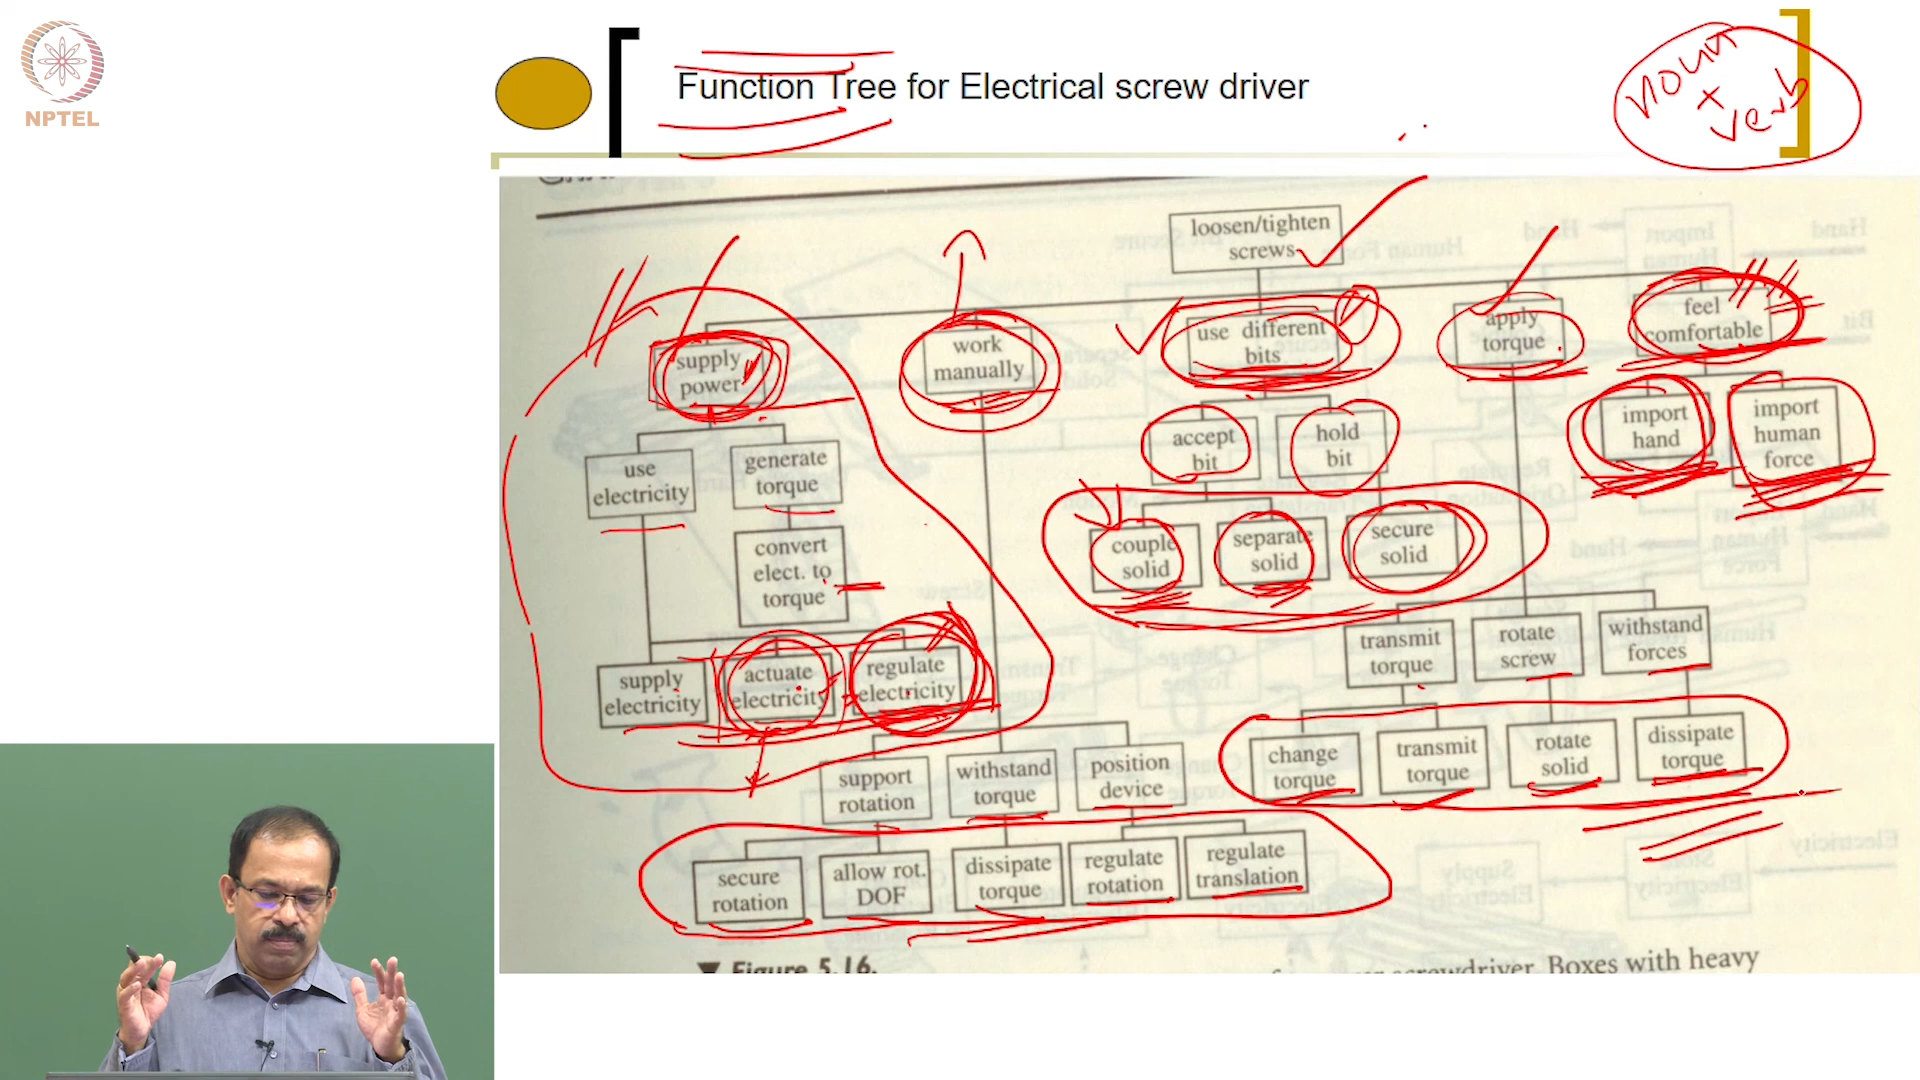 NPTEL
Function Tree for Electrical screw driver
noun
+
verb
loosen/tighten
screws
supply
power
work
manually
use different
bits
apply
torque
feel
comfortable
use
electricity
generate
torque
accept
bit
hold
bit
import
hand
import
human
force
convert
elect. to
torque
couple
solid
separate
solid
secure
solid
supply
electricity
actuate
electricity
regulate
electricity
transmit
torque
rotate
screw
withstand
forces
support
rotation
withstand
torque
position
device
change
torque
transmit
torque
rotate
solid
dissipate
torque
secure
rotation
allow rot.
DOF
dissipate
torque
regulate
rotation
regulate
translation
Figure 5.16.
screwdriver. Boxes with heavy